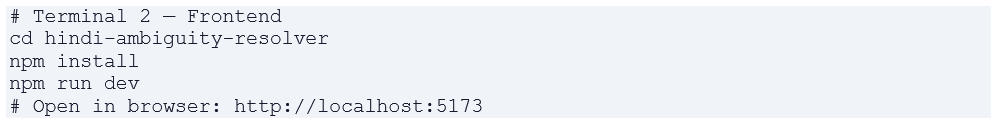 # Terminal 2 — Frontend
cd hindi-ambiguity-resolver
npm install
npm run dev
# Open in browser: http://localhost:5173